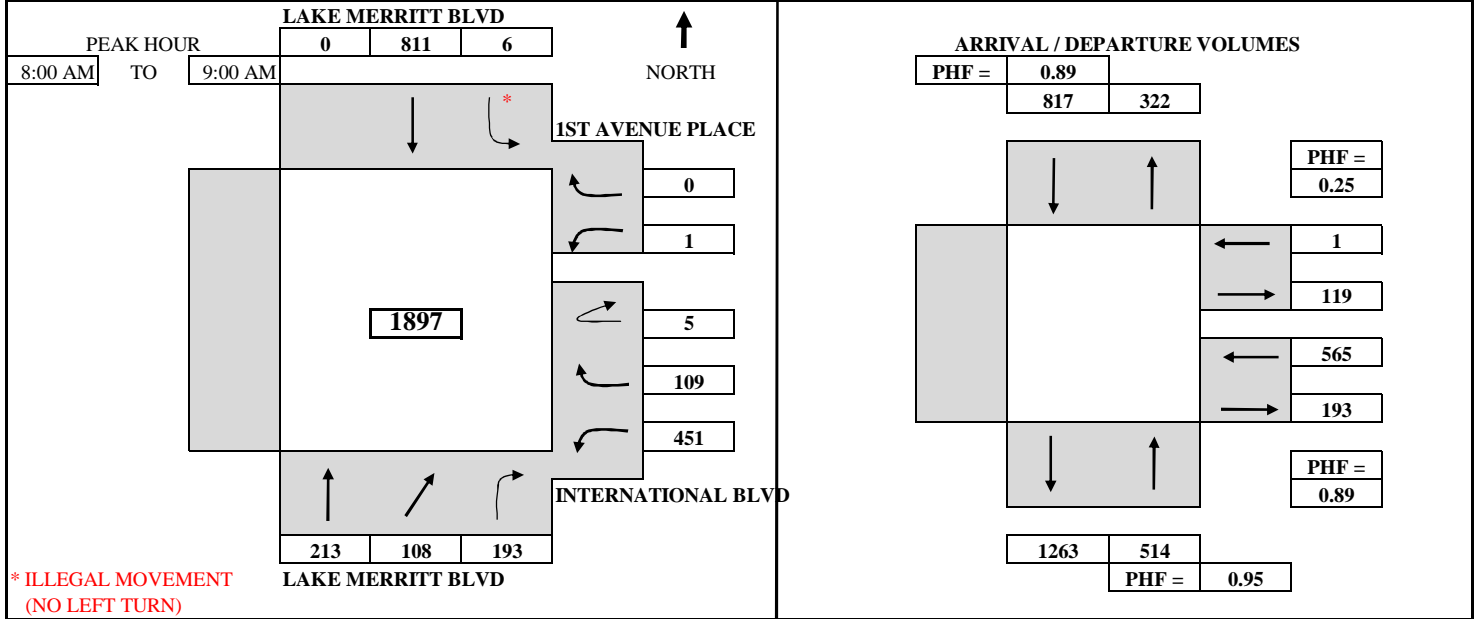 LAKE MERRITT BLVD
PEAK HOUR 0 811 6
8:00 AM TO 9:00 AM NORTH
*
1ST AVENUE PLACE
0
1
1897 5
109
451
INTERNATIONAL BLVD
213 108 193
* ILLEGAL MOVEMENT LAKE MERRITT BLVD
(NO LEFT TURN)
ARRIVAL / DEPARTURE VOLUMES
PHF = 0.89
817 322
PHF =
0.25
1
119
565
193
PHF =
0.89
1263 514
PHF = 0.95